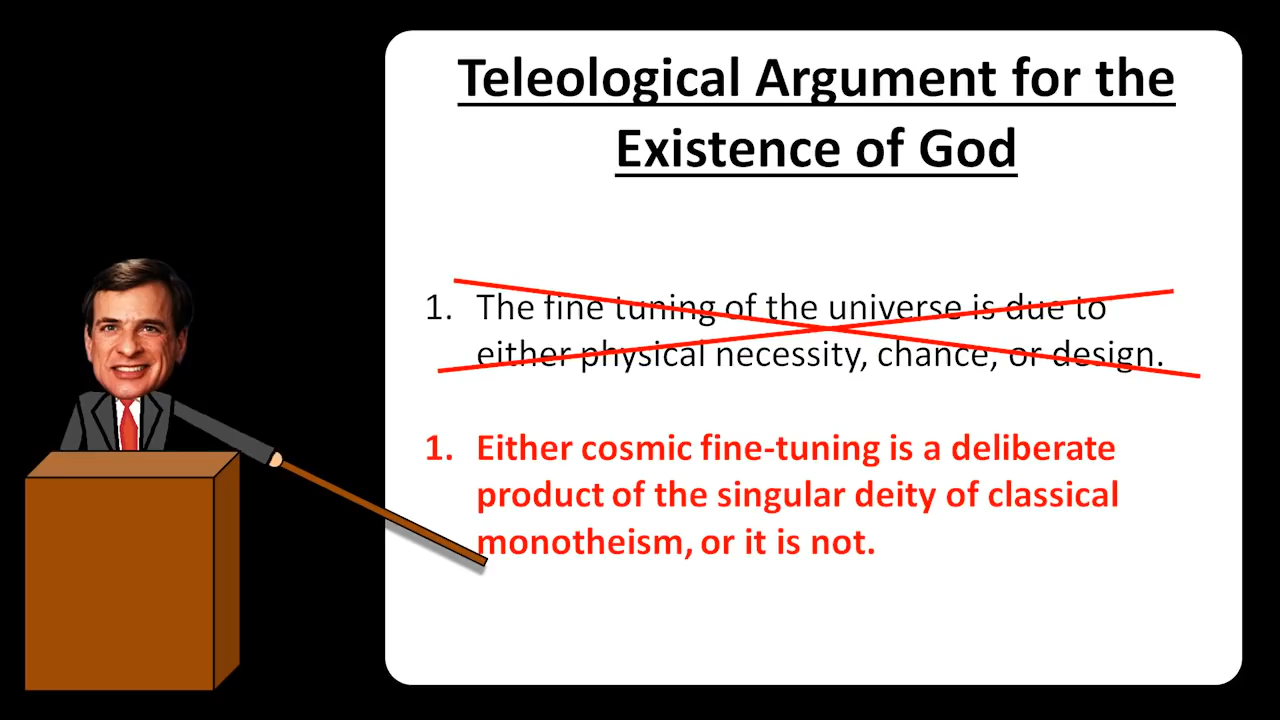 Teleological Argument for the
Existence of God
1. The fine tuning of the universe is due to
either physical necessity, chance, or design.
1. Either cosmic fine-tuning is a deliberate
product of the singular deity of classical
monotheism, or it is not.